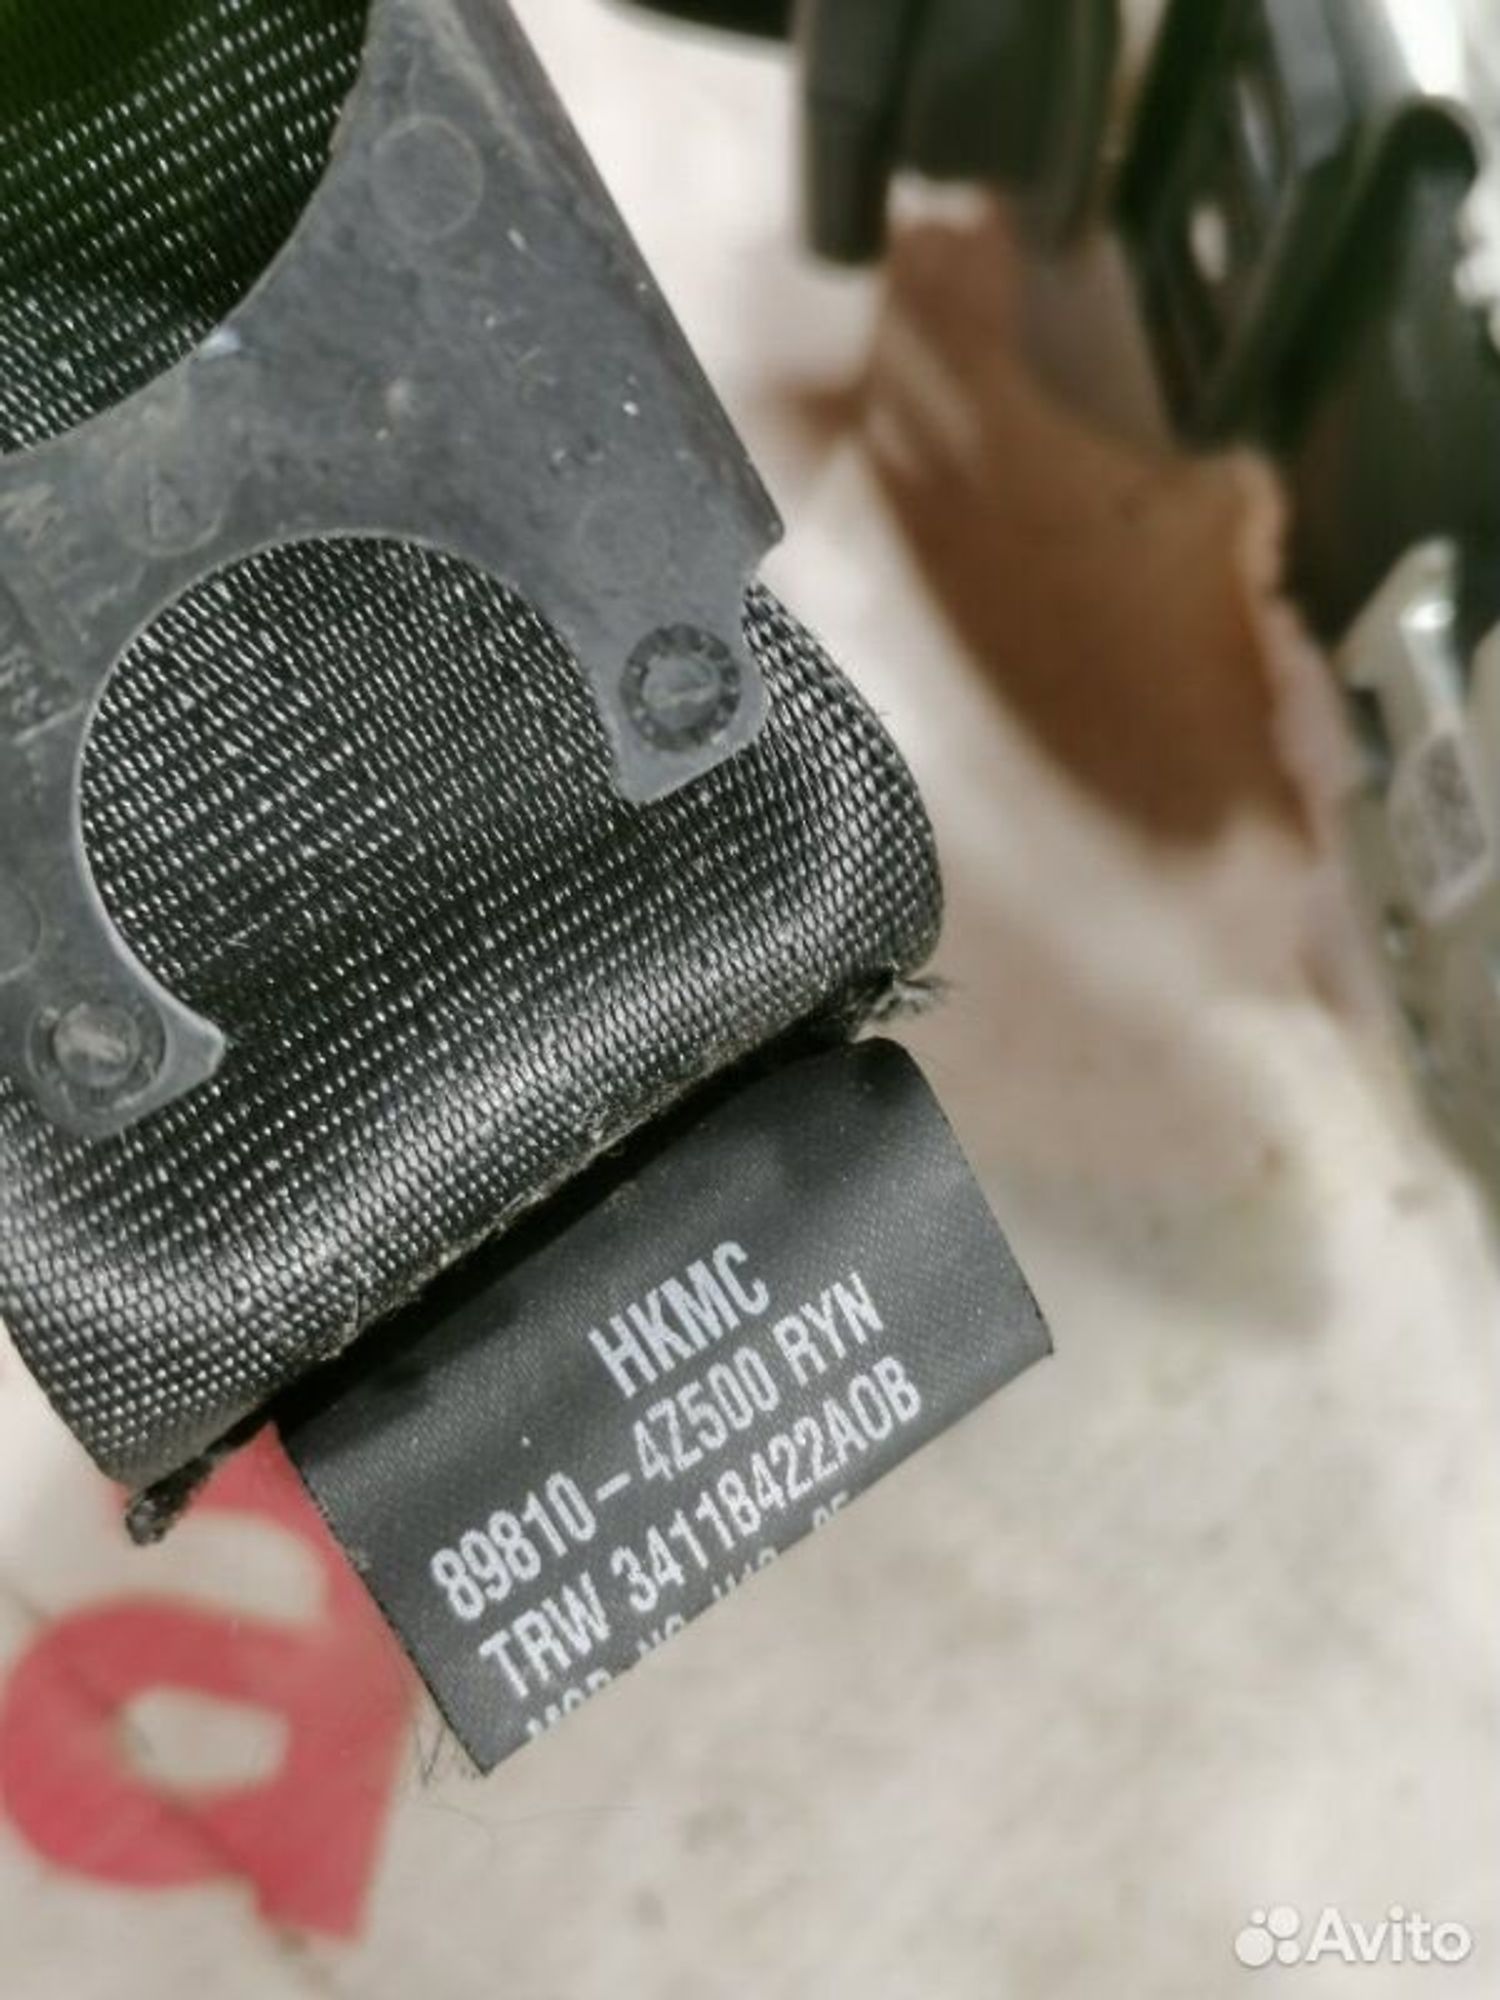 HKMC
89810-4Z500 RYN
TRW 34118422A0B
Avito